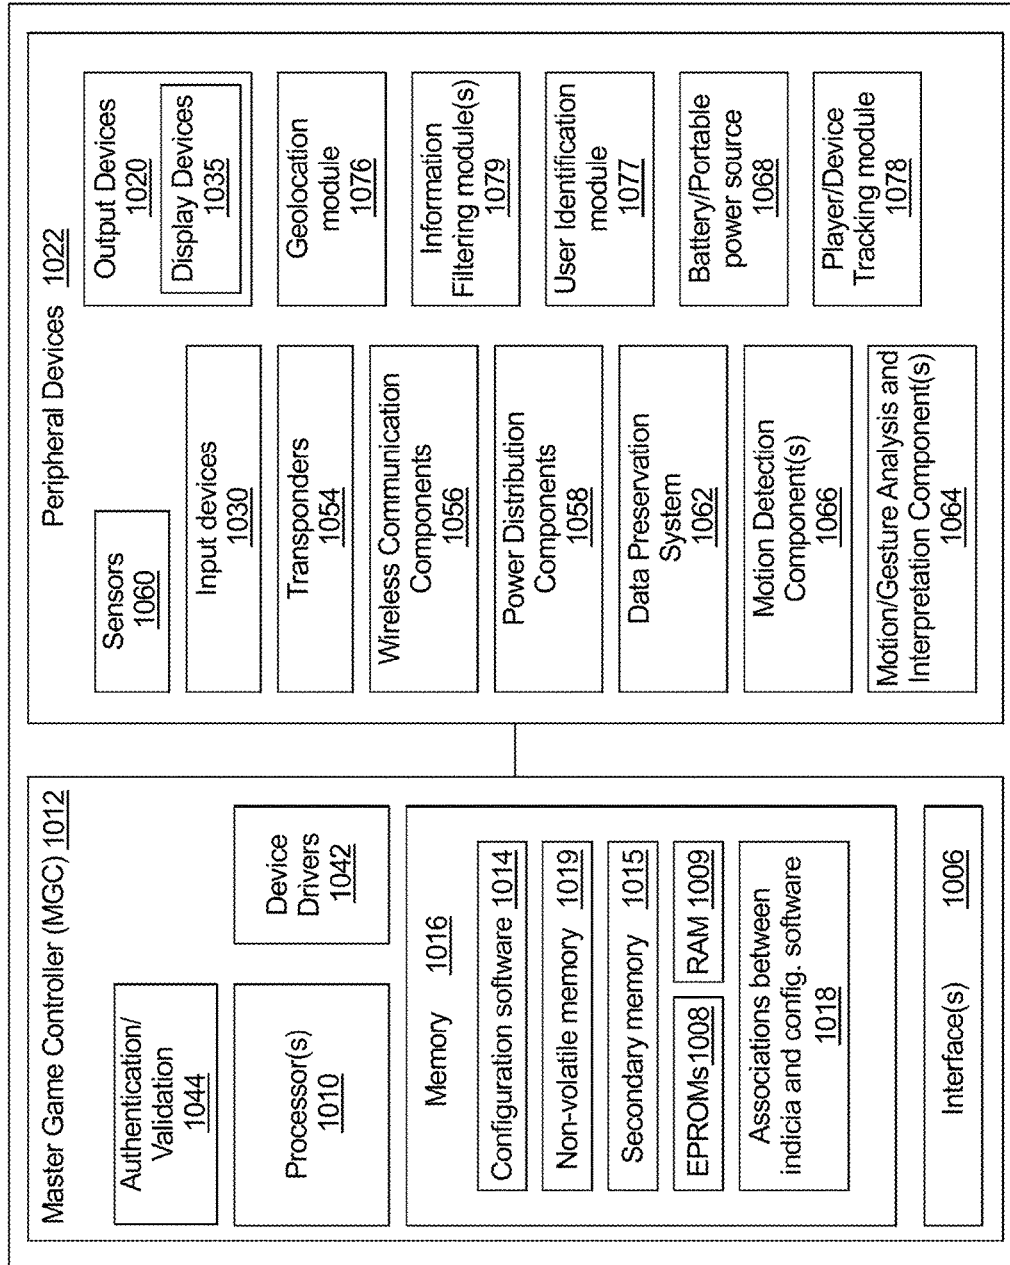 Master Game Controller (MGC) 1012
Authentication/
Validation
1044
Processor(s)
1010
Device
Drivers
1042
Memory 1016
Configuration software 1014
Non-volatile memory 1019
Secondary memory 1015
EPROMs1008
RAM 1009
Associations between
indicia and config. software
1018
Interface(s) 1006
Peripheral Devices 1022
Sensors
1060
Input devices
1030
Transponders
1054
Wireless Communication
Components
1056
Power Distribution
Components
1058
Data Preservation
System
1062
Motion Detection
Component(s)
1066
Motion/Gesture Analysis and
Interpretation Component(s)
1064
Output Devices
1020
Display Devices
1035
Geolocation
module
1076
Information
Filtering module(s)
1079
User Identification
module
1077
Battery/Portable
power source
1068
Player/Device
Tracking module
1078